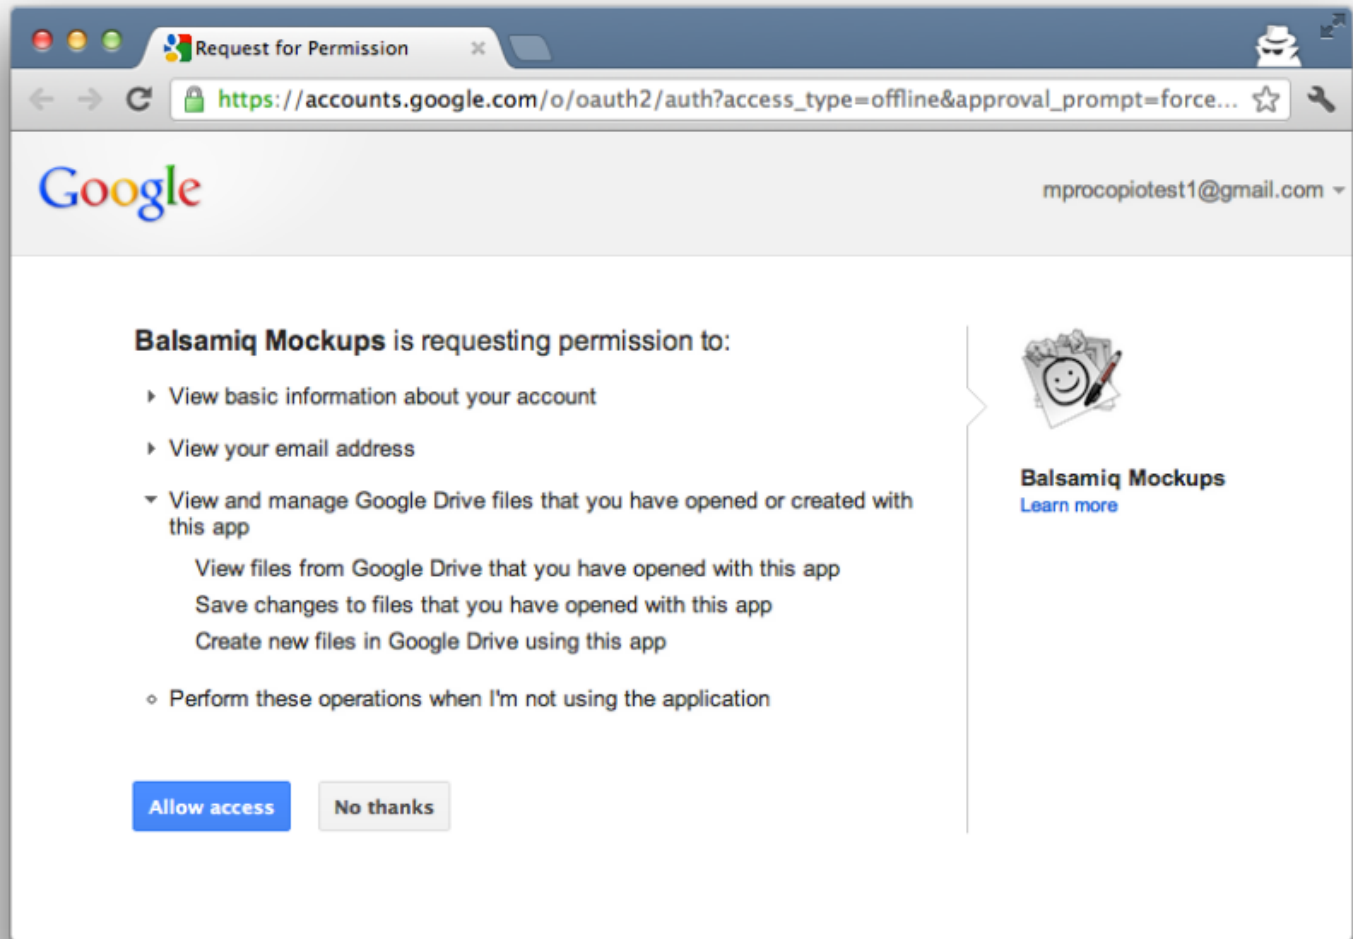 Request for Permission
https://accounts.google.com/o/oauth2/auth?access_type=offline&approval_prompt=force...
Google
mprocopiotest1@gmail.com
Balsamiq Mockups is requesting permission to:
View basic information about your account
View your email address
View and manage Google Drive files that you have opened or created with
this app
View files from Google Drive that you have opened with this app
Save changes to files that you have opened with this app
Create new files in Google Drive using this app
Perform these operations when I'm not using the application
Allow access
No thanks
Balsamiq Mockups
Learn more